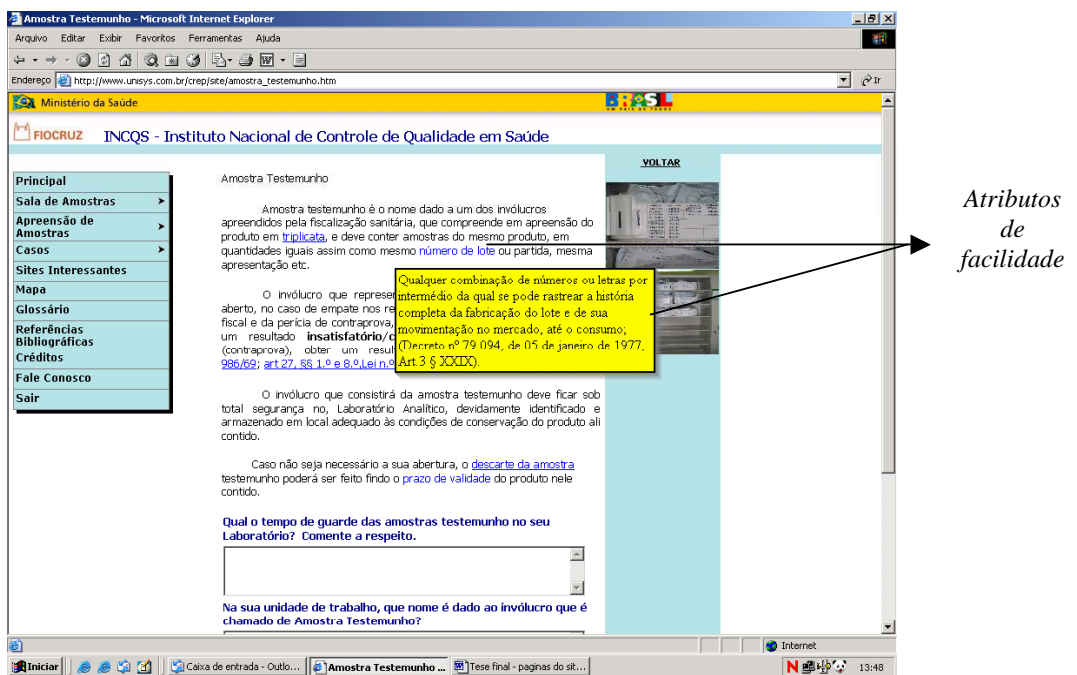 Amostra Testemunho - Microsoft Internet Explorer
Arquivo Editar Exibir Favoritos Ferramentas Ajuda
Endereço http://www.unisys.com.br/crep/site/amostra_testemunho.htm Ir
Ministério da Saúde
BRASIL
UM PAÍS DE TODOS
FIOCRUZ INCQS - Instituto Nacional de Controle de Qualidade em Saúde
VOLTAR
Principal
Sala de Amostras
Apreensão de
Amostras
Casos
Sites Interessantes
Mapa
Glossário
Referências
Bibliográficas
Créditos
Fale Conosco
Sair
Amostra Testemunho
Amostra testemunho é o nome dado a um dos invólucros
apreendidos pela fiscalização sanitária, que compreende em apreensão do
produto em triplicata, e deve conter amostras do mesmo produto, em
quantidades iguais assim como mesmo número de lote ou partida, mesma
apresentação etc.
O invólucro que represe
aberto, no caso de empate nos re
fiscal e da perícia de contraprova,
um resultado insatisfatório/c
(contraprova), obter um resul
986/69; art 27, §§ 1.º e 8.º,Lei n.º
Qualquer combinação de números ou letras por
intermédio da qual se pode rastrear a história
completa da fabricação do lote e de sua
movimentação no mercado, até o consumo;
(Decreto nº 79.094, de 05 de janeiro de 1977,
Art.3 § XXIX).
O invólucro que consistirá da amostra testemunho deve ficar sob
total segurança no, Laboratório Analítico, devidamente identificado e
armazenado em local adequado às condições de conservação do produto ali
contido.
Caso não seja necessário a sua abertura, o descarte da amostra
testemunho poderá ser feito findo o prazo de validade do produto nele
contido.
Qual o tempo de guarde das amostras testemunho no seu
Laboratório? Comente a respeito.
Na sua unidade de trabalho, que nome é dado ao invólucro que é
chamado de Amostra Testemunho?
Atributos
de
facilidade
Internet
Iniciar Caixa de entrada - Outlo... Amostra Testemunho ... Tese final - paginas do sit... 13:48